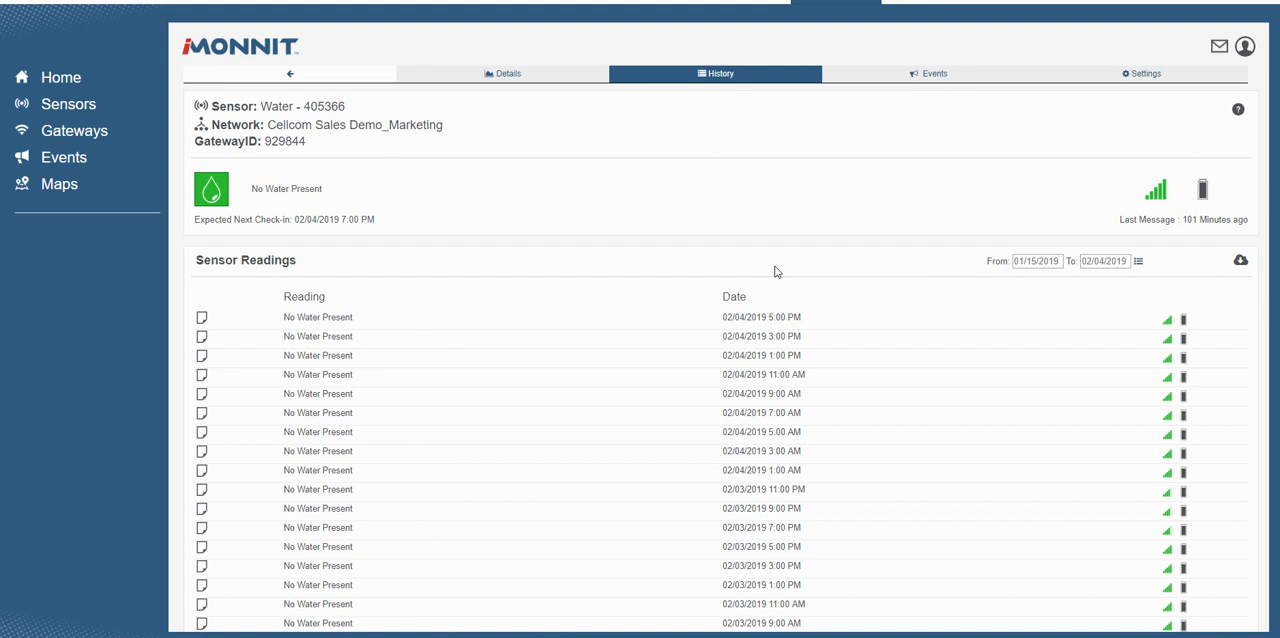 iMONNIT™
Home
Sensors
Gateways
Events
Maps
Details
History
Events
Settings
Sensor: Water - 405366
Network: Cellcom Sales Demo_Marketing
GatewayID: 929844
?
No Water Present
Expected Next Check-in: 02/04/2019 7:00 PM
Last Message : 101 Minutes ago
Sensor Readings
From: 01/15/2019 To: 02/04/2019
Reading Date
No Water Present 02/04/2019 5:00 PM
No Water Present 02/04/2019 3:00 PM
No Water Present 02/04/2019 1:00 PM
No Water Present 02/04/2019 11:00 AM
No Water Present 02/04/2019 9:00 AM
No Water Present 02/04/2019 7:00 AM
No Water Present 02/04/2019 5:00 AM
No Water Present 02/04/2019 3:00 AM
No Water Present 02/04/2019 1:00 AM
No Water Present 02/03/2019 11:00 PM
No Water Present 02/03/2019 9:00 PM
No Water Present 02/03/2019 7:00 PM
No Water Present 02/03/2019 5:00 PM
No Water Present 02/03/2019 3:00 PM
No Water Present 02/03/2019 1:00 PM
No Water Present 02/03/2019 11:00 AM
No Water Present 02/03/2019 9:00 AM